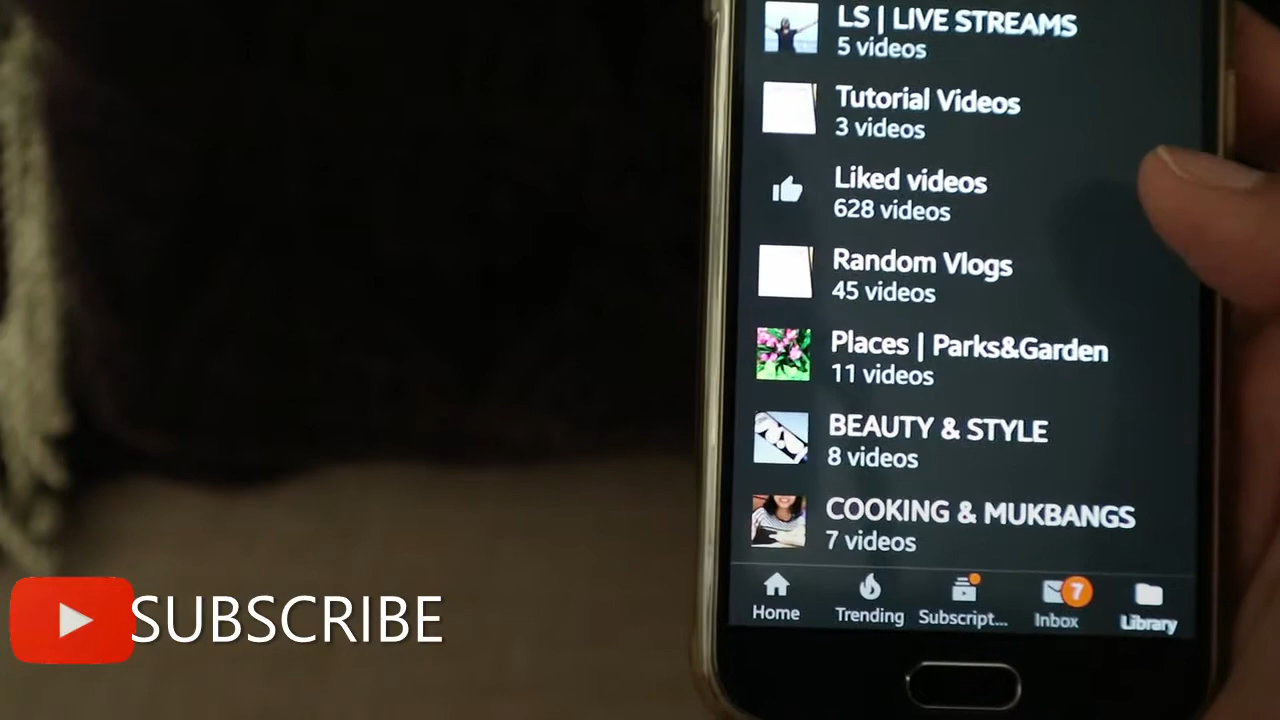 LS | LIVE STREAMS
5 videos
Tutorial Videos
3 videos
Liked videos
628 videos
Random Vlogs
45 videos
Places | Parks&Garden
11 videos
BEAUTY & STYLE
8 videos
COOKING & MUKBANGS
7 videos
Home
Trending
Subscript...
7
Inbox
Library
SUBSCRIBE